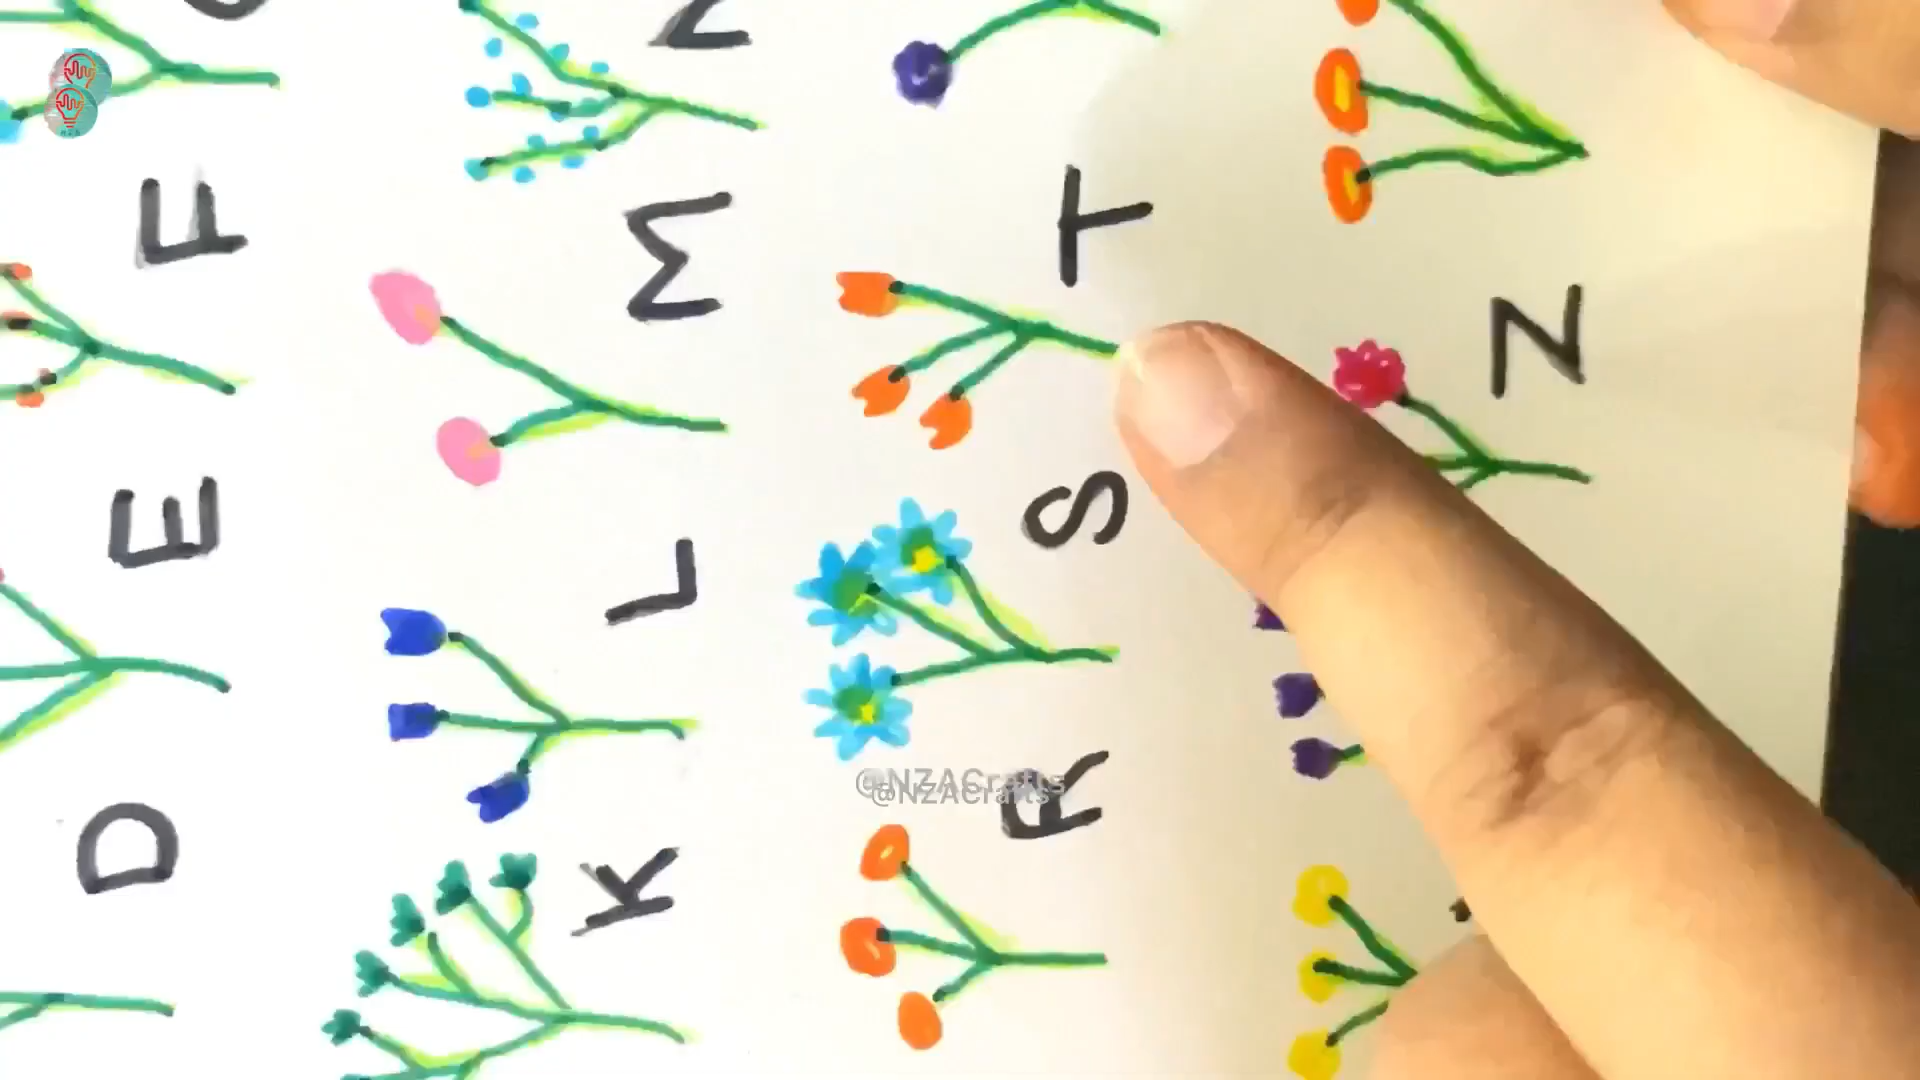 D E F
K L M N
R S T
Z
@NZACrafts
@NZACrafts